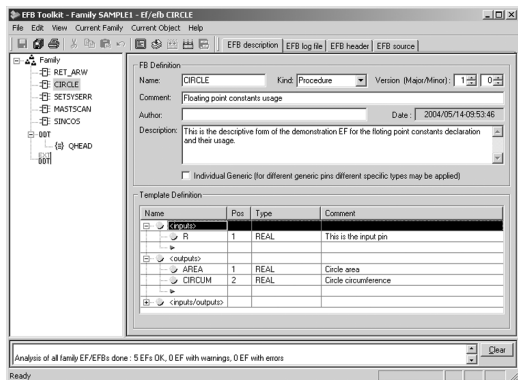 EFB Toolkit - Family SAMPLE1 - Ef/efb CIRCLE
File Edit View Current Family Current Object Help
EFB description EFB log file EFB header EFB source
Family
RET_ARW
CIRCLE
SETSYSERR
MASTSCAN
SINCOS
DDT
{S} QHEAD
DDT
FB Definition
Name: CIRCLE Kind: Procedure Version (Major/Minor): 1 0
Comment: Floating point constants usage
Author: Date: 2004/05/14-09:53:46
Description: This is the descriptive form of the demonstration EF for the floting point constants declaration
and their usage.
Individual Generic (for different generic pins different specific types may be applied)
Template Definition
Name Pos Type Comment
<inputs>
R 1 REAL This is the input pin
<outputs>
AREA 1 REAL Circle area
CIRCUM 2 REAL Circle circumference
<inputs/outputs>
Analysis of all family EF/EFBs done : 5 EFs OK, 0 EF with warnings, 0 EF with errors
Clear
Ready